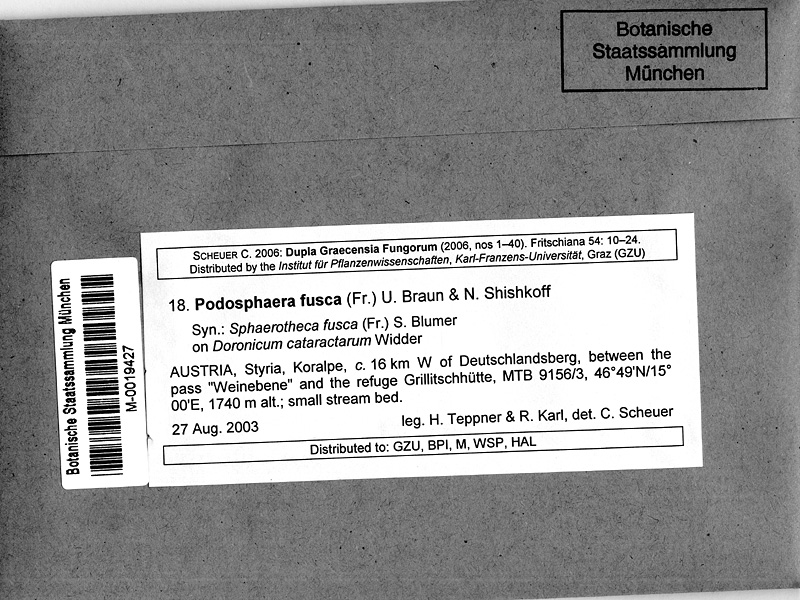 Botanische
Staatssammlung
München
SCHEUER C. 2006: Dupla Graecensia Fungorum (2006, nos 1–40). Fritschiana 54: 10–24.
Distributed by the Institut für Pflanzenwissenschaften, Karl-Franzens-Universität, Graz (GZU)
18. Podosphaera fusca (Fr.) U. Braun & N. Shishkoff
Syn.: Sphaerotheca fusca (Fr.) S. Blumer
on Doronicum cataractarum Widder
AUSTRIA, Styria, Koralpe, c. 16 km W of Deutschlandsberg, between the
pass "Weinebene" and the refuge Grillitschhütte, MTB 9156/3, 46°49'N/15°
00'E, 1740 m alt.; small stream bed.
27 Aug. 2003 leg. H. Teppner & R. Karl, det. C. Scheuer
Distributed to: GZU, BPI, M, WSP, HAL
Botanische Staatssammlung München
M-0019427